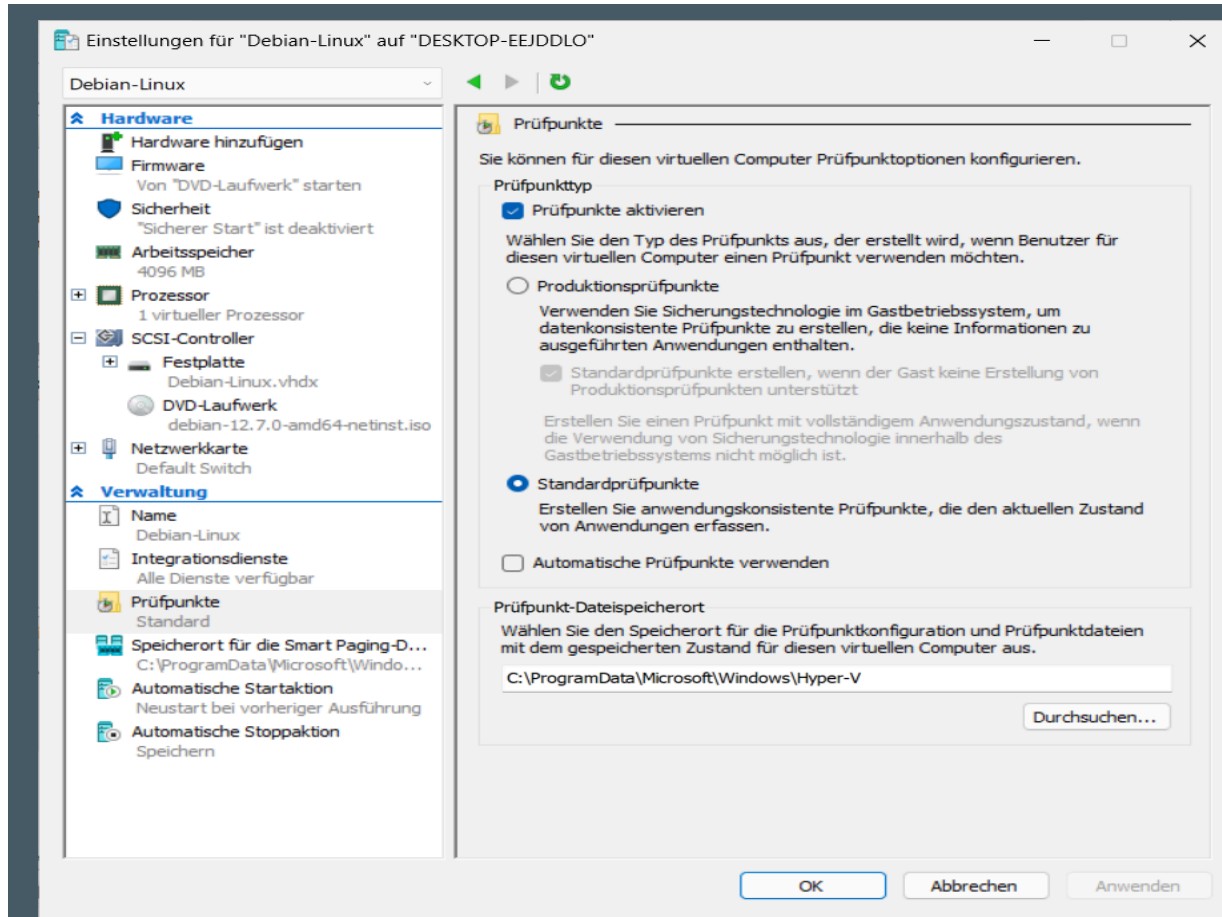 Einstellungen für "Debian-Linux" auf "DESKTOP-EEJDDLO"
Debian-Linux
Hardware
Hardware hinzufügen
Firmware
Von "DVD-Laufwerk" starten
Sicherheit
"Sicherer Start" ist deaktiviert
Arbeitsspeicher
4096 MB
Prozessor
1 virtueller Prozessor
SCSI-Controller
Festplatte
Debian-Linux.vhdx
DVD-Laufwerk
debian-12.7.0-amd64-netinst.iso
Netzwerkkarte
Default Switch
Verwaltung
Name
Debian-Linux
Integrationsdienste
Alle Dienste verfügbar
Prüfpunkte
Standard
Speicherort für die Smart Paging-D...
C:\ProgramData\Microsoft\Windo...
Automatische Startaktion
Neustart bei vorheriger Ausführung
Automatische Stoppaktion
Speichern
Prüfpunkte
Sie können für diesen virtuellen Computer Prüfpunktoptionen konfigurieren.
Prüfpunkttyp
Prüfpunkte aktivieren
Wählen Sie den Typ des Prüfpunkts aus, der erstellt wird, wenn Benutzer für
diesen virtuellen Computer einen Prüfpunkt verwenden möchten.
Produktionsprüfpunkte
Verwenden Sie Sicherungstechnologie im Gastbetriebssystem, um
datenkonsistente Prüfpunkte zu erstellen, die keine Informationen zu
ausgeführten Anwendungen enthalten.
Standardprüfpunkte erstellen, wenn der Gast keine Erstellung von
Produktionsprüfpunkten unterstützt
Erstellen Sie einen Prüfpunkt mit vollständigem Anwendungszustand, wenn
die Verwendung von Sicherungstechnologie innerhalb des
Gastbetriebssystems nicht möglich ist.
Standardprüfpunkte
Erstellen Sie anwendungskonsistente Prüfpunkte, die den aktuellen Zustand
von Anwendungen erfassen.
Automatische Prüfpunkte verwenden
Prüfpunkt-Dateispeicherort
Wählen Sie den Speicherort für die Prüfpunktkonfiguration und Prüfpunktdateien
mit dem gespeicherten Zustand für diesen virtuellen Computer aus.
C:\ProgramData\Microsoft\Windows\Hyper-V
Durchsuchen...
OK
Abbrechen
Anwenden